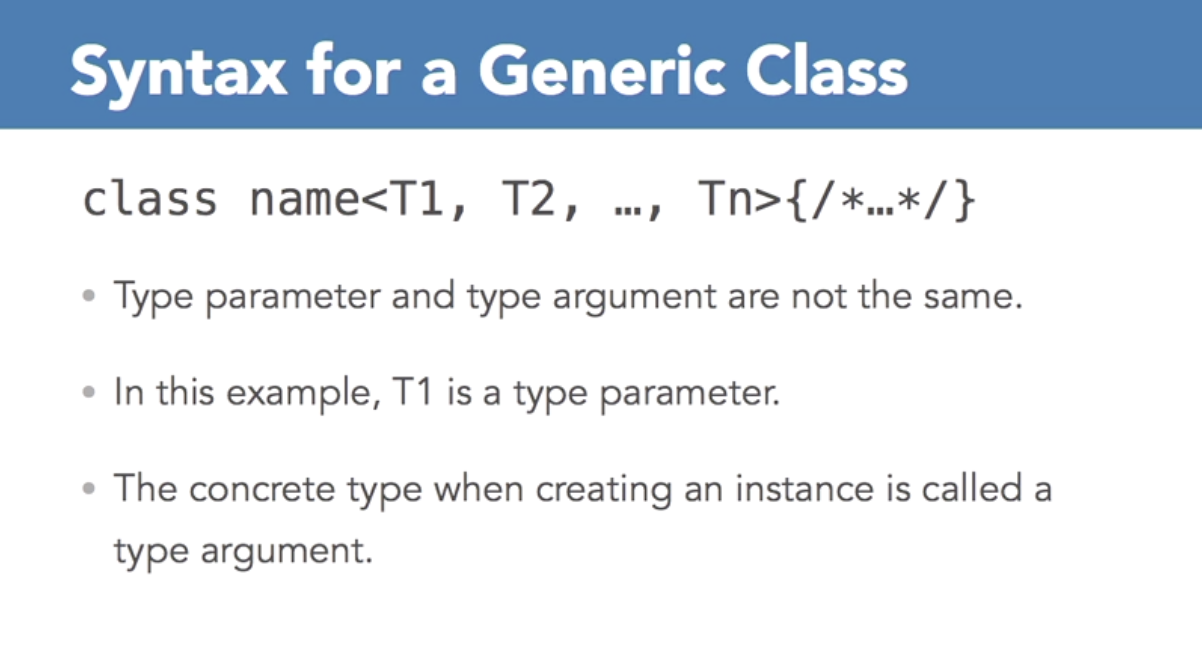 Syntax for a Generic Class
class name<T1, T2, …, Tn>{/*…*/}
• Type parameter and type argument are not the same.
• In this example, T1 is a type parameter.
• The concrete type when creating an instance is called a
type argument.